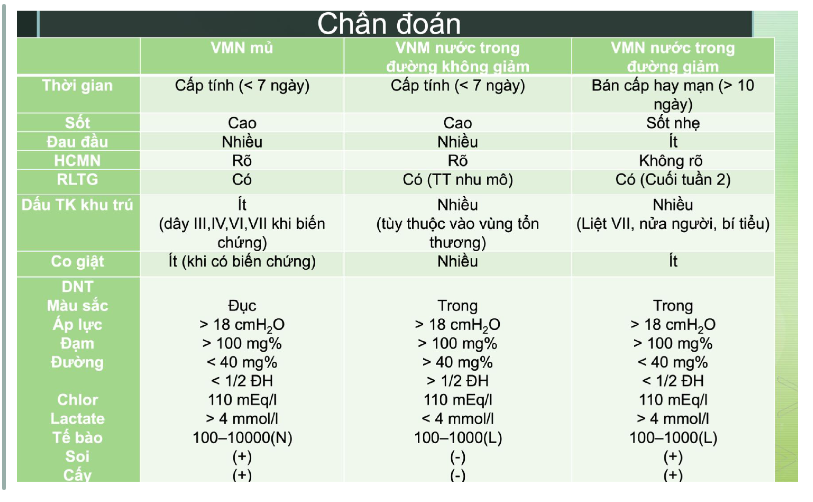 Chẩn đoán
VMN mủ
VNM nước trong
đường không giảm
VMN nước trong
đường giảm
Thời gian
Cấp tính (< 7 ngày)
Cấp tính (< 7 ngày)
Bán cấp hay mạn (> 10
ngày)
Sốt
Cao
Cao
Sốt nhẹ
Đau đầu
Nhiều
Nhiều
Ít
HCMN
Rõ
Rõ
Không rõ
RLTG
Có
Có (TT nhu mô)
Có (Cuối tuần 2)
Dấu TK khu trú
Ít
(dây III,IV,VI,VII khi biến
chứng)
Nhiều
(tùy thuộc vào vùng tổn
thương)
Nhiều
(Liệt VII, nửa người, bí tiểu)
Co giật
Ít (khi có biến chứng)
Nhiều
Ít
DNT
Màu sắc
Đục
Trong
Trong
Áp lực
> 18 cmH₂O
> 18 cmH₂O
> 18 cmH₂O
Đạm
> 100 mg%
> 100 mg%
> 100 mg%
Đường
< 40 mg%
> 40 mg%
< 40 mg%
< 1/2 ĐH
> 1/2 ĐH
< 1/2 ĐH
Chlor
110 mEq/l
110 mEq/l
110 mEq/l
Lactate
> 4 mmol/l
< 4 mmol/l
> 4 mmol/l
Tế bào
100–10000(N)
100–1000(L)
100–1000(L)
Soi
(+)
(-)
(+)
Cấy
(+)
(-)
(+)